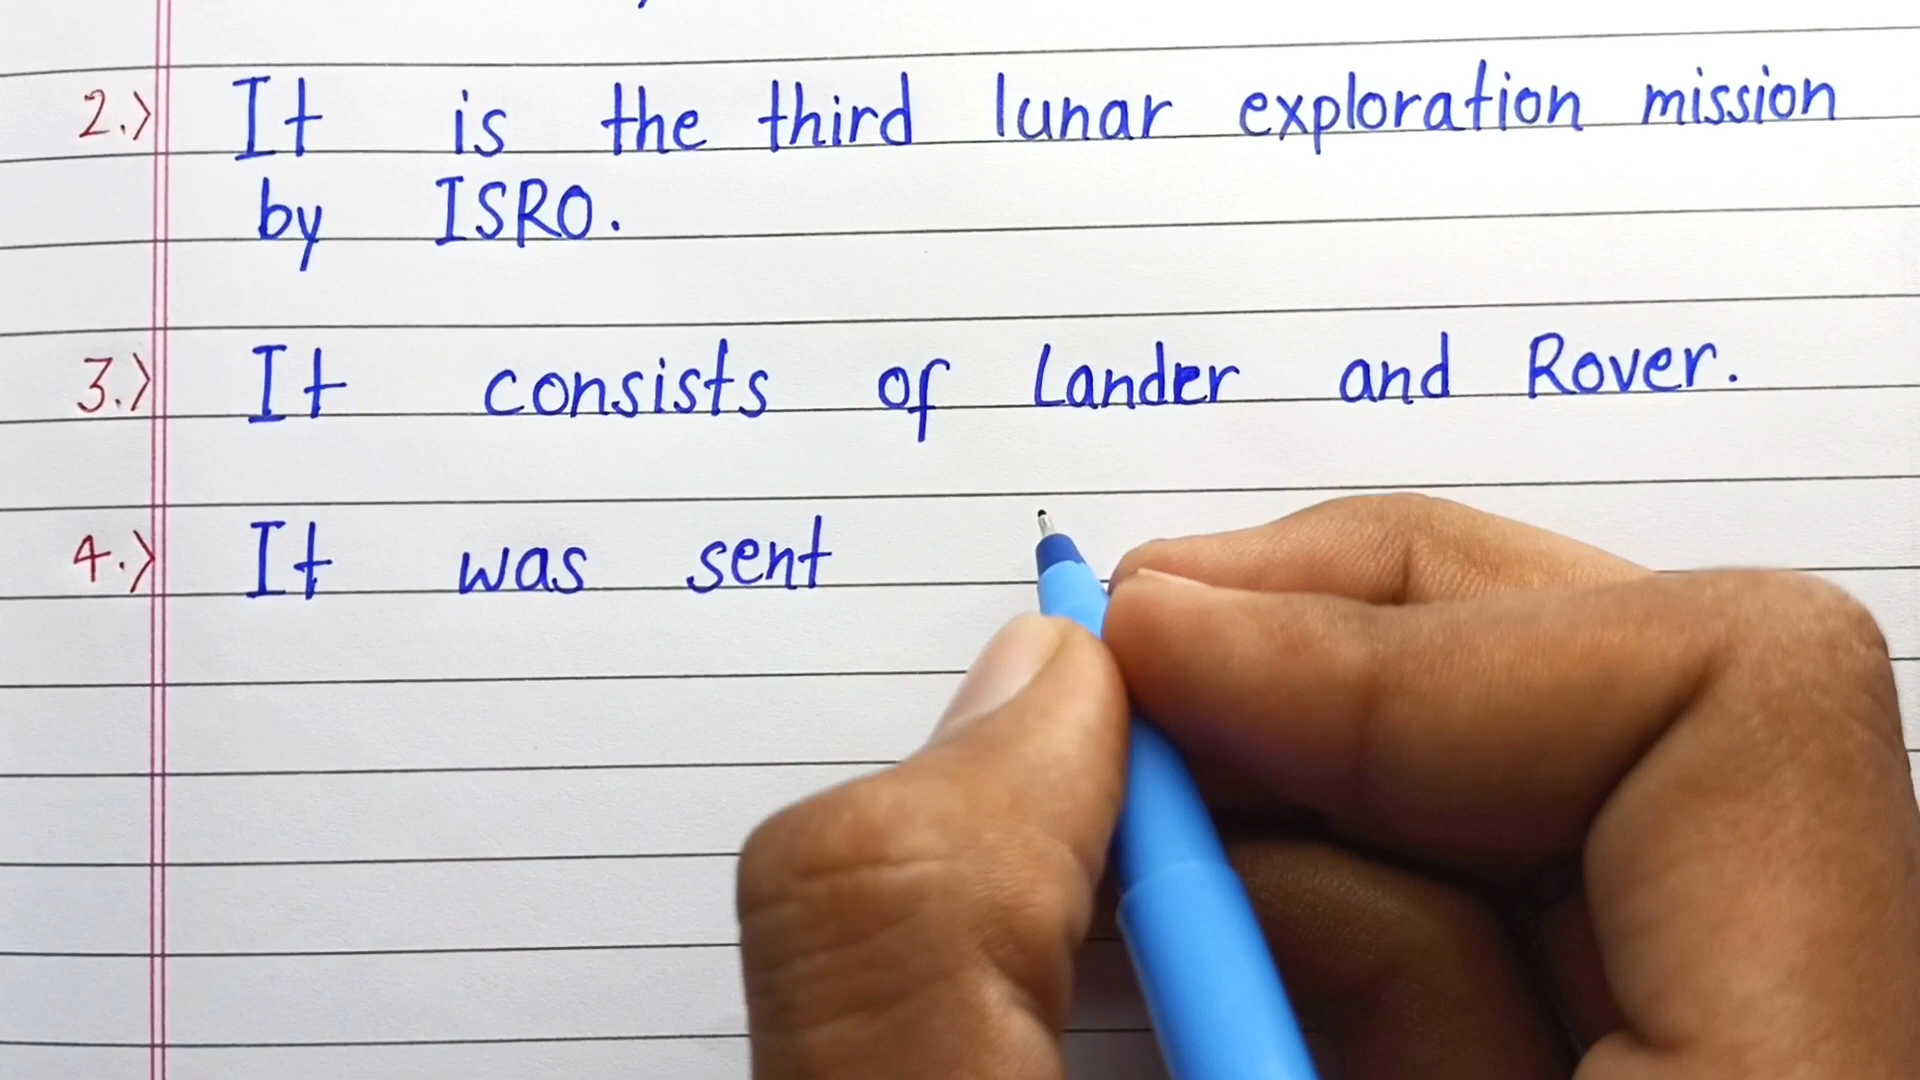 2.) It is the third lunar exploration mission
by ISRO.
3.) It consists of Lander and Rover.
4.) It was sent